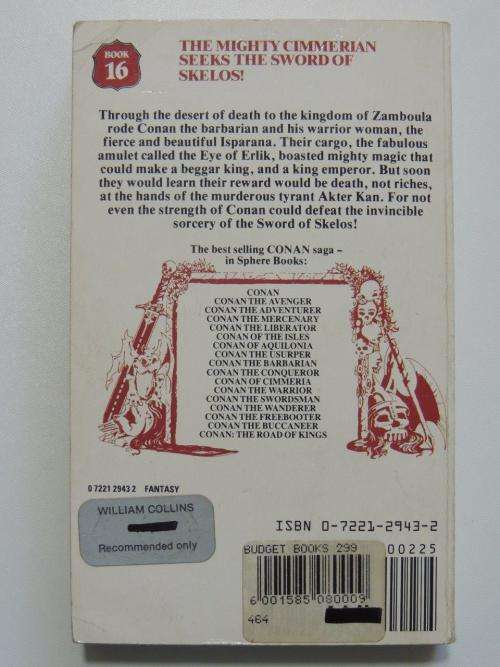 BOOK
16
THE MIGHTY CIMMERIAN
SEEKS THE SWORD OF
SKELOS!
Through the desert of death to the kingdom of Zamboula
rode Conan the barbarian and his warrior woman, the
fierce and beautiful Isparana. Their cargo, the fabulous
amulet called the Eye of Erlik, boasted mighty magic that
could make a beggar king, and a king emperor. But soon
they would learn their reward would be death, not riches,
at the hands of the murderous tyrant Akter Kan. For not
even the strength of Conan could defeat the invincible
sorcery of the Sword of Skelos!
The best selling CONAN saga –
in Sphere Books:
CONAN
CONAN THE AVENGER
CONAN THE ADVENTURER
CONAN THE MERCENARY
CONAN THE LIBERATOR
CONAN OF THE ISLES
CONAN OF AQUILONIA
CONAN THE USURPER
CONAN THE BARBARIAN
CONAN THE CONQUEROR
CONAN OF CIMMERIA
CONAN THE WARRIOR
CONAN THE SWORDSMAN
CONAN THE WANDERER
CONAN THE FREEBOOTER
CONAN THE BUCCANEER
CONAN: THE ROAD OF KINGS
0 7221 2943 2 FANTASY
WILLIAM COLLINS
Recommended only
ISBN 0-7221-2943-2
BUDGET BOOKS 299
00225
6 001585 080009
464